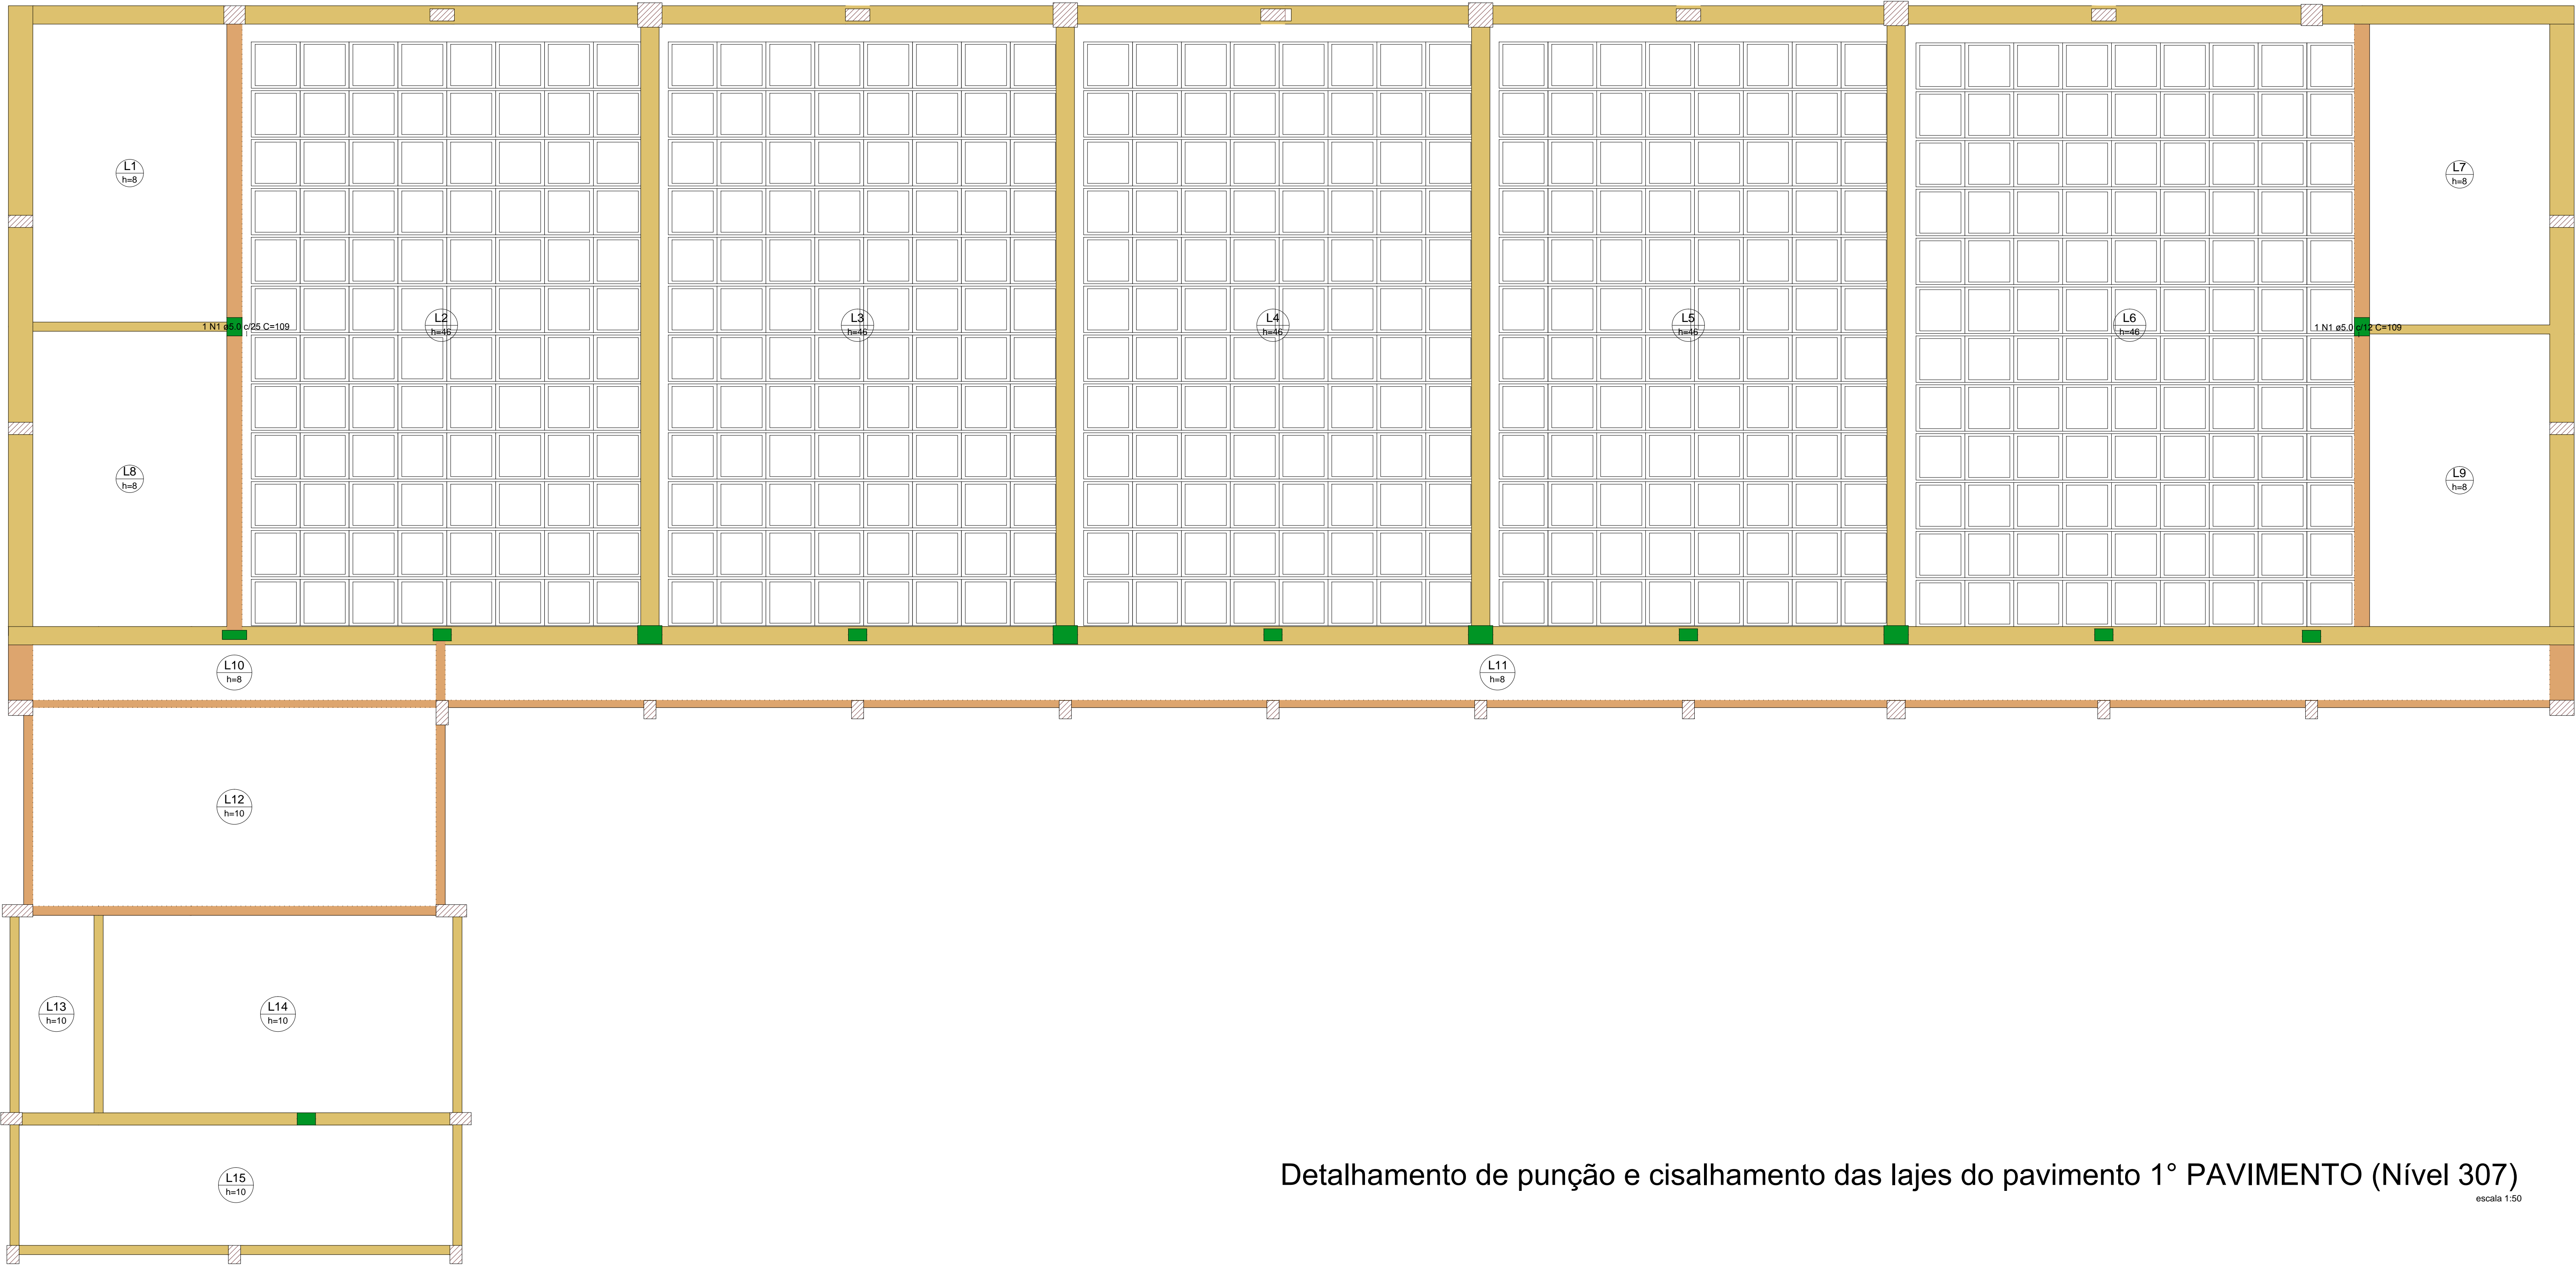 L1
h=8
L7
h=8
L2
h=46
L3
h=46
L4
h=46
L5
h=46
L6
h=46
1 N1 ø5.0 c/25 C=109
1 N1 ø5.0 c/12 C=109
L8
h=8
L9
h=8
L10
h=8
L11
h=8
L12
h=10
L13
h=10
L14
h=10
L15
h=10
Detalhamento de punção e cisalhamento das lajes do pavimento 1° PAVIMENTO (Nível 307)
escala 1:50